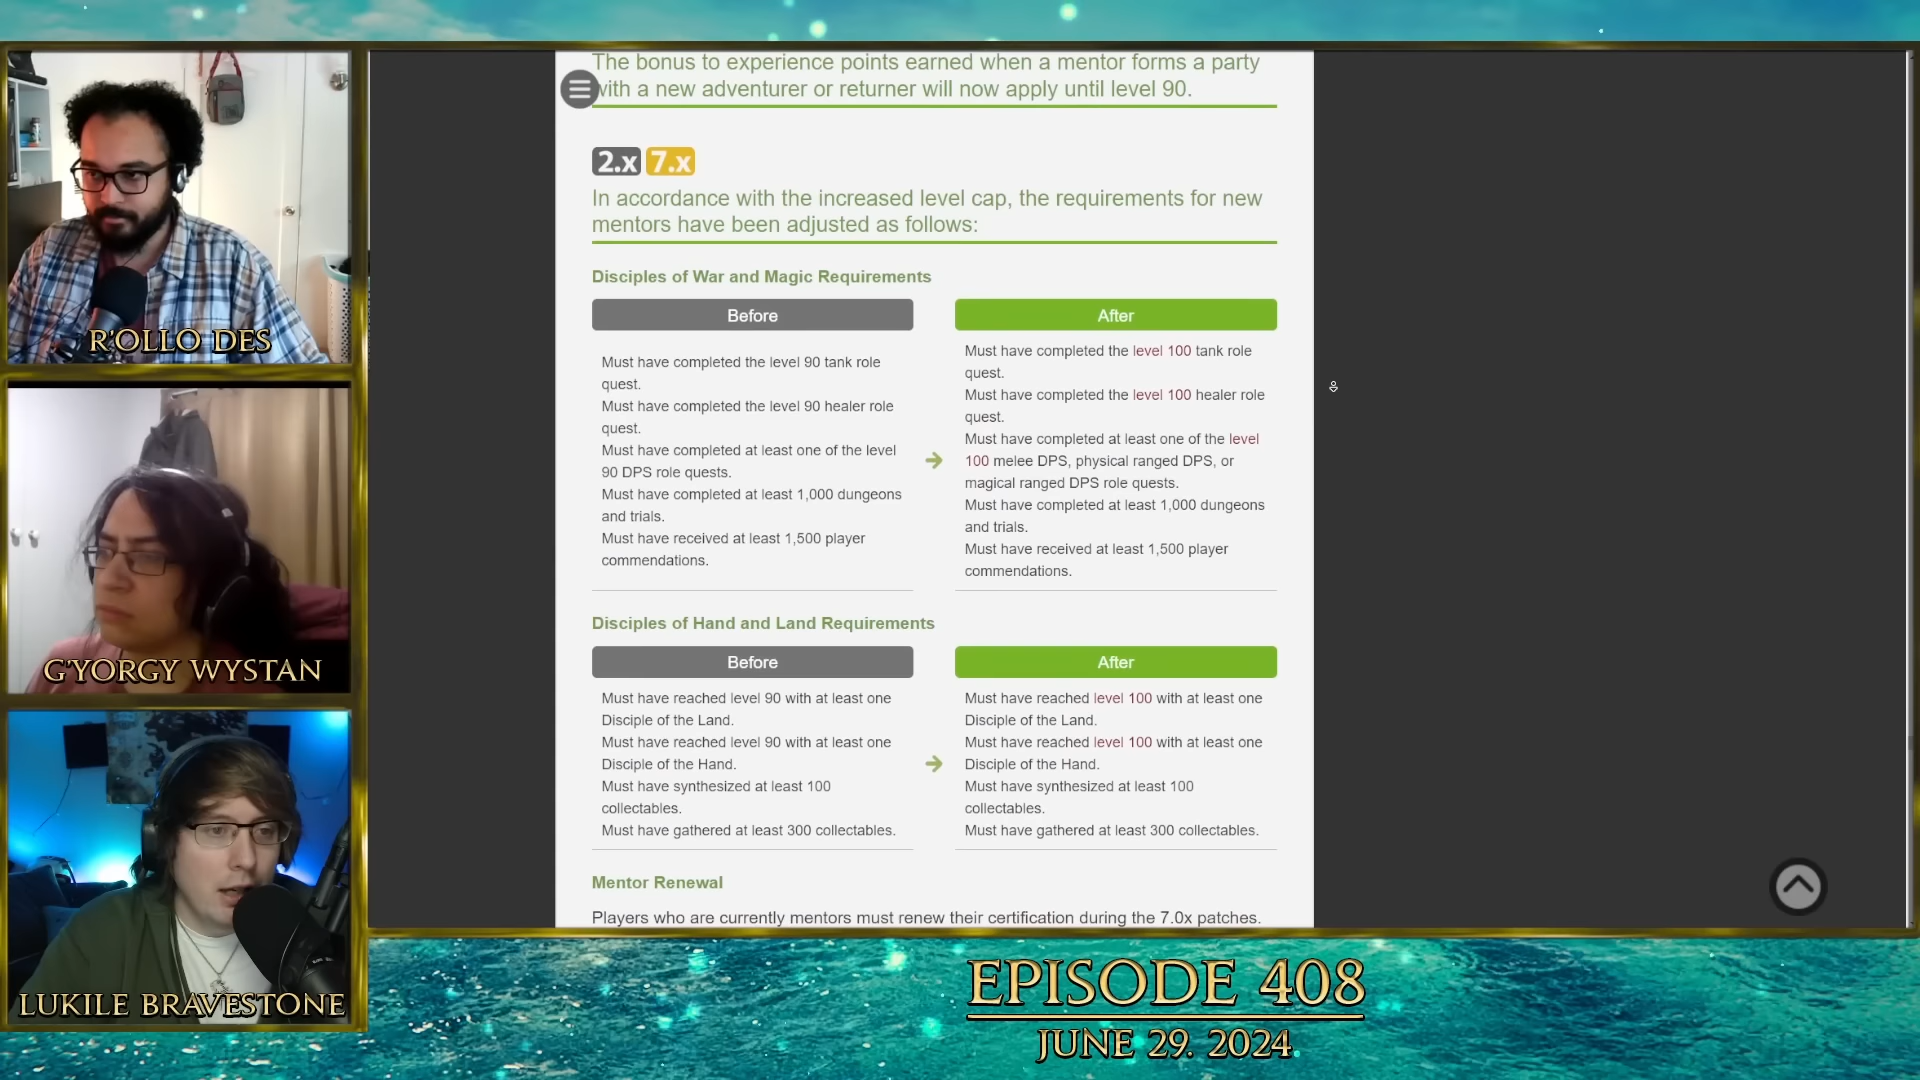 The bonus to experience points earned when a mentor forms a party
with a new adventurer or returner will now apply until level 90.
2.x 7.x
In accordance with the increased level cap, the requirements for new
mentors have been adjusted as follows:
Disciples of War and Magic Requirements
Before
Must have completed the level 90 tank role
quest.
Must have completed the level 90 healer role
quest.
Must have completed at least one of the level
90 DPS role quests.
Must have completed at least 1,000 dungeons
and trials.
Must have received at least 1,500 player
commendations.
After
Must have completed the level 100 tank role
quest.
Must have completed the level 100 healer role
quest.
Must have completed at least one of the level
100 melee DPS, physical ranged DPS, or
magical ranged DPS role quests.
Must have completed at least 1,000 dungeons
and trials.
Must have received at least 1,500 player
commendations.
Disciples of Hand and Land Requirements
Before
Must have reached level 90 with at least one
Disciple of the Land.
Must have reached level 90 with at least one
Disciple of the Hand.
Must have synthesized at least 100
collectables.
Must have gathered at least 300 collectables.
After
Must have reached level 100 with at least one
Disciple of the Land.
Must have reached level 100 with at least one
Disciple of the Hand.
Must have synthesized at least 100
collectables.
Must have gathered at least 300 collectables.
Mentor Renewal
Players who are currently mentors must renew their certification during the 7.0x patches.
R'OLLO DES
G'YORGY WYSTAN
LUKILE BRAVESTONE
EPISODE 408
JUNE 29. 2024